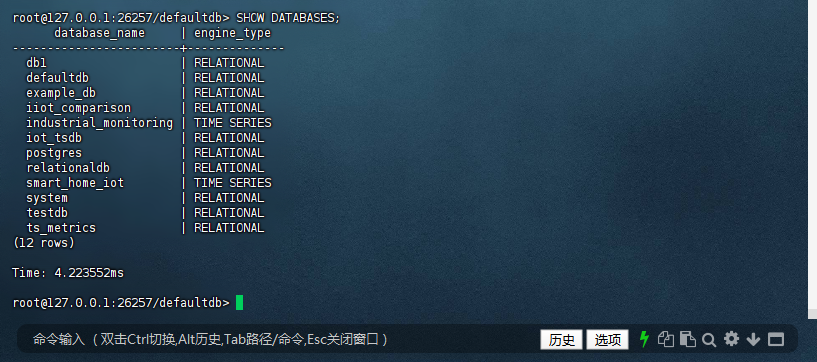 root@127.0.0.1:26257/defaultdb> SHOW DATABASES;
      database_name     | engine_type
------------------------+--------------
  db1                   | RELATIONAL
  defaultdb             | RELATIONAL
  example_db            | RELATIONAL
  iiot_comparison       | RELATIONAL
  industrial_monitoring | TIME SERIES
  iot_tsdb              | RELATIONAL
  postgres              | RELATIONAL
  relationaldb          | RELATIONAL
  smart_home_iot        | TIME SERIES
  system                | RELATIONAL
  testdb                | RELATIONAL
  ts_metrics            | RELATIONAL
(12 rows)
Time: 4.223552ms
root@127.0.0.1:26257/defaultdb>
命令输入（双击Ctrl切换,Alt历史,Tab路径/命令,Esc关闭窗口） 历史 选项